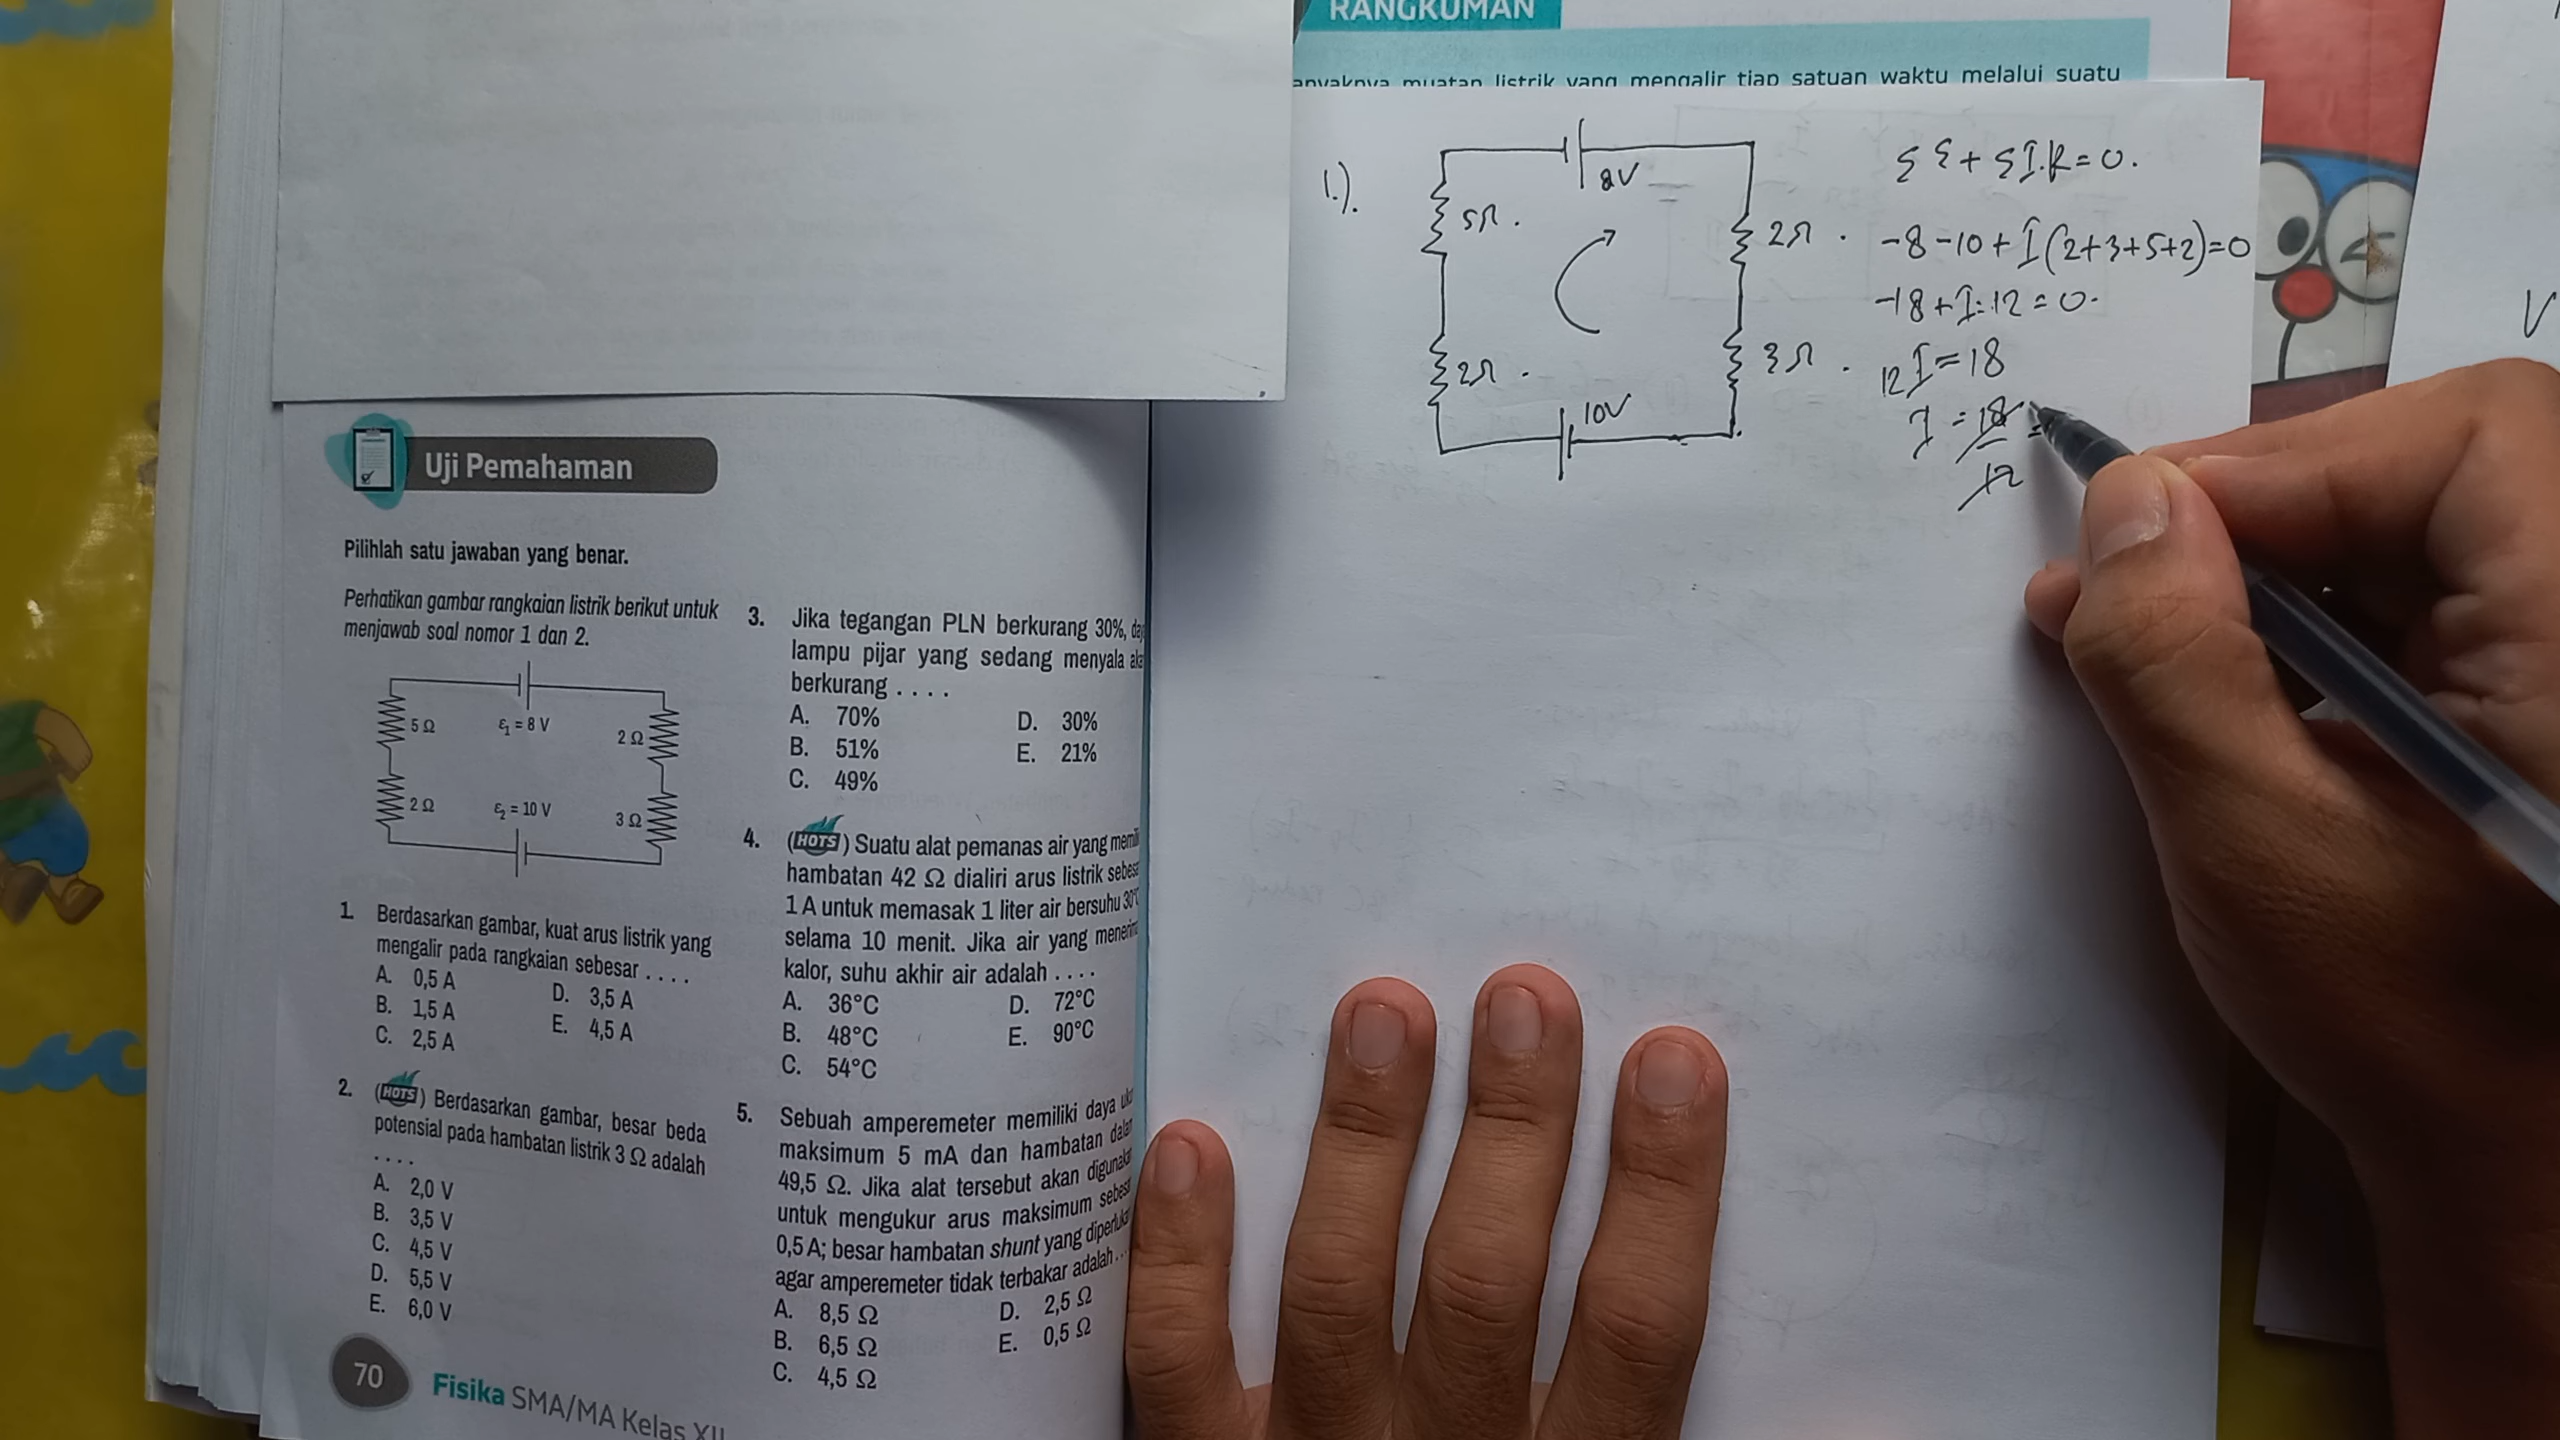 RANGKUMAN
anyaknya muatan listrik yang mengalir tiap satuan waktu melalui suatu
Uji Pemahaman
Pilihlah satu jawaban yang benar.
Perhatikan gambar rangkaian listrik berikut untuk
menjawab soal nomor 1 dan 2.
5 Ω
ε₁ = 8 V
2 Ω
2 Ω
ε₂ = 10 V
3 Ω
1. Berdasarkan gambar, kuat arus listrik yang
mengalir pada rangkaian sebesar . . . .
A. 0,5 A
D. 3,5 A
B. 1,5 A
E. 4,5 A
C. 2,5 A
2. (HOTS) Berdasarkan gambar, besar beda
potensial pada hambatan listrik 3 Ω adalah
. . . .
A. 2,0 V
B. 3,5 V
C. 4,5 V
D. 5,5 V
E. 6,0 V
70 Fisika SMA/MA Kelas XII
3. Jika tegangan PLN berkurang 30%,
lampu pijar yang sedang menyala
berkurang . . . .
A. 70%
D. 30%
B. 51%
E. 21%
C. 49%
4. (HOTS) Suatu alat pemanas air yang
hambatan 42 Ω dialiri arus listrik
1 A untuk memasak 1 liter air bersuhu
selama 10 menit. Jika air yang
kalor, suhu akhir air adalah . . . .
A. 36°C
D. 72°C
B. 48°C
E. 90°C
C. 54°C
5. Sebuah amperemeter memiliki daya
maksimum 5 mA dan hambatan
49,5 Ω. Jika alat tersebut akan
untuk mengukur arus maksimum
0,5 A; besar hambatan shunt yang
agar amperemeter tidak terbakar adalah . . .
A. 8,5 Ω
D. 2,5 Ω
B. 6,5 Ω
E. 0,5 Ω
C. 4,5 Ω
1.).
8V
5Ω .
2Ω .
2Ω .
3Ω .
10V
Σ ε + Σ I.R = 0.
-8 -10 + I (2+3+5+2) = 0
-18 + I.12 = 0.
12 I = 18
I = 18/12 =
V